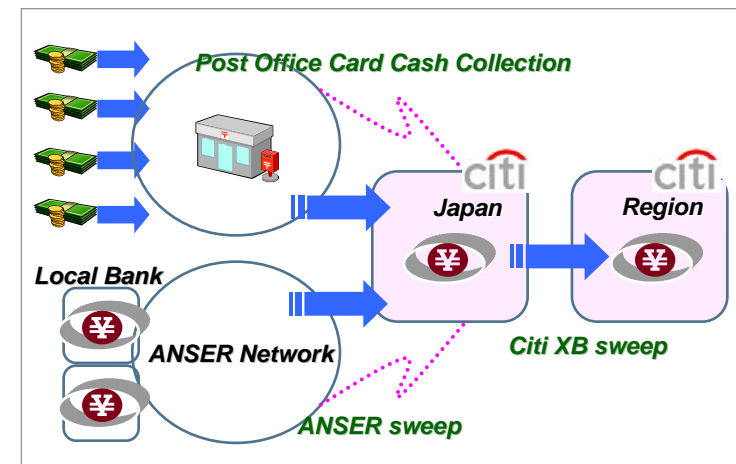 Post Office Card Cash Collection
〒
citi
citi
Japan
Region
¥
¥
Local Bank
¥
ANSER Network
Citi XB sweep
¥
ANSER sweep